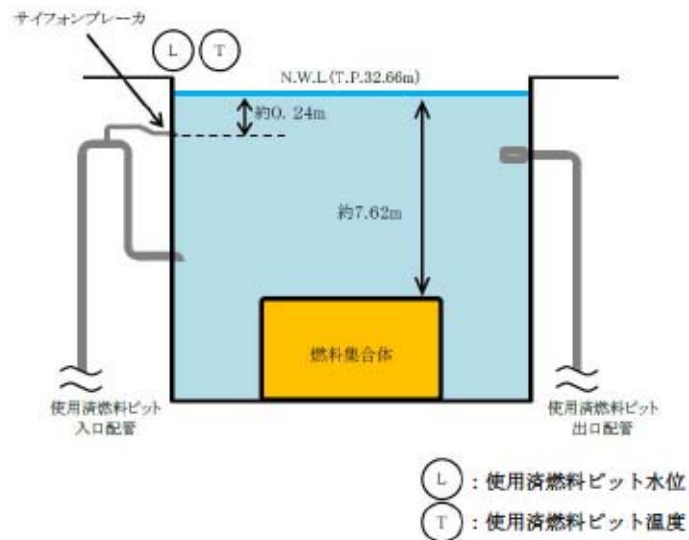 サイフォンブレーカ
L
T
N.W.L(T.P.32.66m)
約0.24m
約7.62m
燃料集合体
使用済燃料ピット
入口配管
使用済燃料ピット
出口配管
L：使用済燃料ピット水位
T：使用済燃料ピット温度